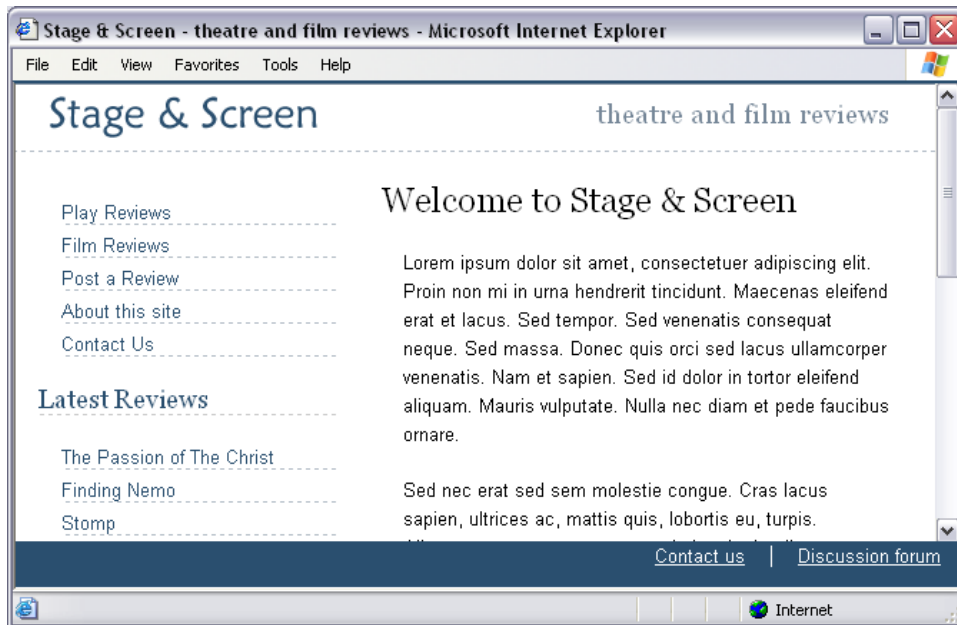 Stage & Screen - theatre and film reviews - Microsoft Internet Explorer
File Edit View Favorites Tools Help
Stage & Screen
theatre and film reviews
Play Reviews
Film Reviews
Post a Review
About this site
Contact Us
Latest Reviews
The Passion of The Christ
Finding Nemo
Stomp
Welcome to Stage & Screen
Lorem ipsum dolor sit amet, consectetuer adipiscing elit.
Proin non mi in urna hendrerit tincidunt. Maecenas eleifend
erat et lacus. Sed tempor. Sed venenatis consequat
neque. Sed massa. Donec quis orci sed lacus ullamcorper
venenatis. Nam et sapien. Sed id dolor in tortor eleifend
aliquam. Mauris vulputate. Nulla nec diam et pede faucibus
ornare.
Sed nec erat sed sem molestie congue. Cras lacus
sapien, ultrices ac, mattis quis, lobortis eu, turpis.
Contact us | Discussion forum
Internet